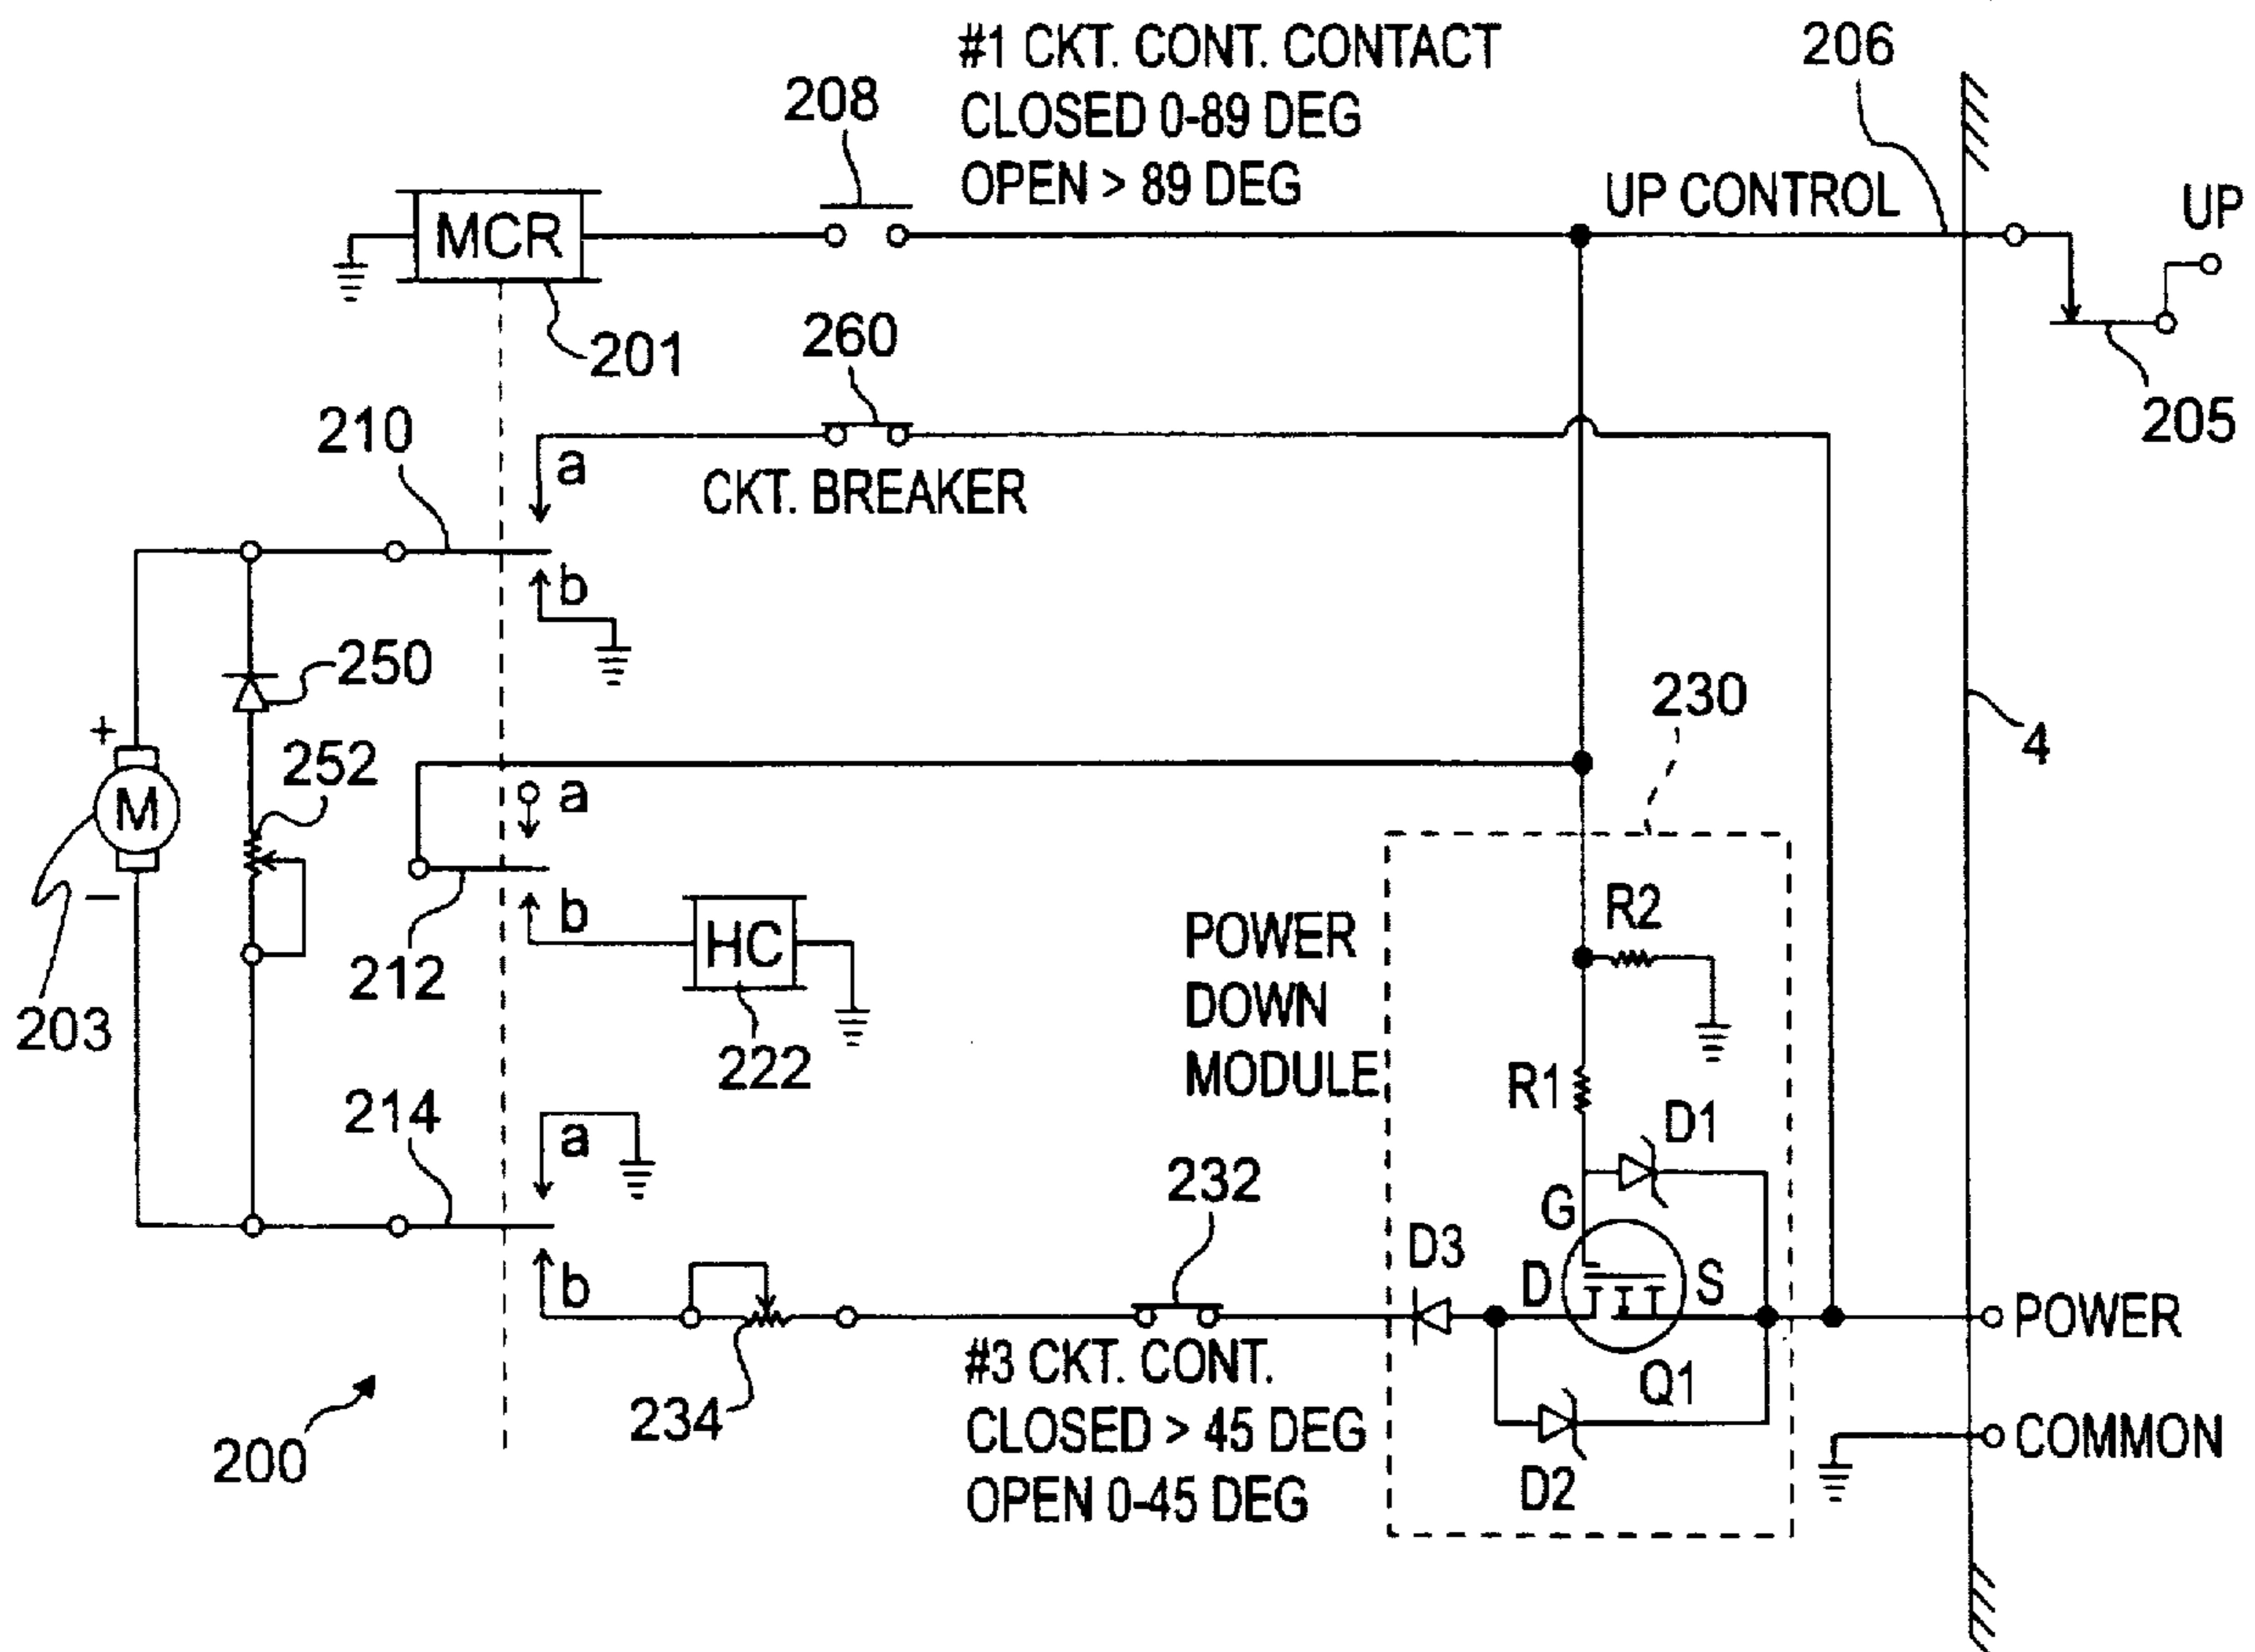 #1 CKT. CONT. CONTACT
CLOSED 0-89 DEG
OPEN > 89 DEG
206
208
UP CONTROL
UP
MCR
201
260
205
210
a
CKT. BREAKER
b
250
230
4
+
252
a
M
R2
b
HC
POWER
DOWN
MODULE
−
212
203
222
R1
D1
214
a
232
G
D3
D
S
b
POWER
#3 CKT. CONT.
CLOSED > 45 DEG
OPEN 0-45 DEG
Q1
234
COMMON
200
D2